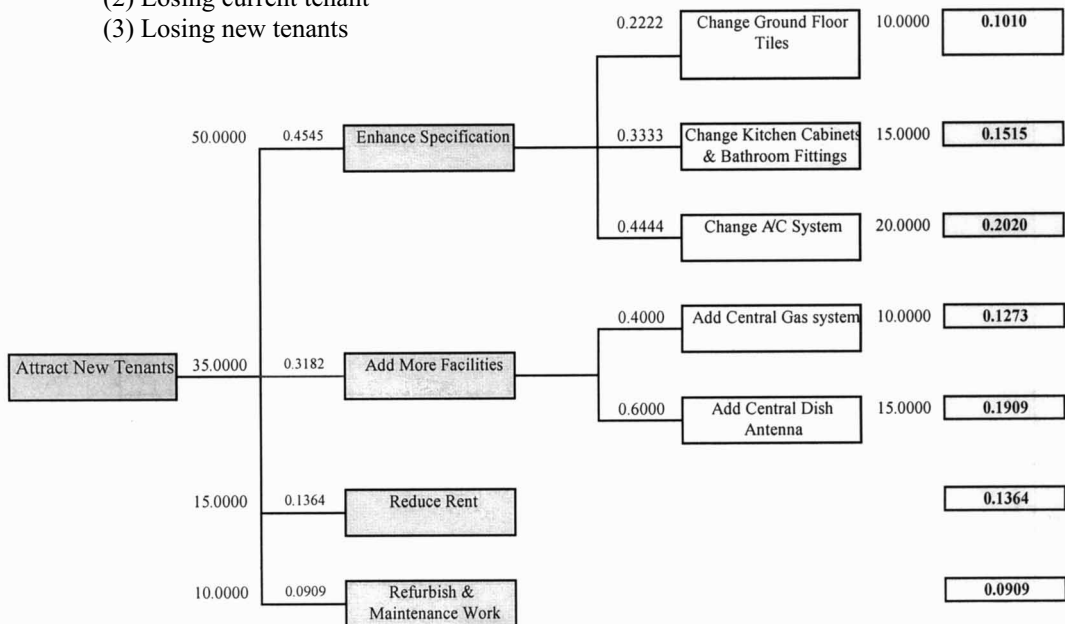 (2) Losing current tenant
(3) Losing new tenants
0.2222
Change Ground Floor
Tiles
10.0000
0.1010
50.0000
0.4545
Enhance Specification
0.3333
Change Kitchen Cabinets
& Bathroom Fittings
15.0000
0.1515
0.4444
Change A/C System
20.0000
0.2020
0.4000
Add Central Gas system
10.0000
0.1273
Attract New Tenants
35.0000
0.3182
Add More Facilities
0.6000
Add Central Dish
Antenna
15.0000
0.1909
15.0000
0.1364
Reduce Rent
0.1364
10.0000
0.0909
Refurbish &
Maintenance Work
0.0909